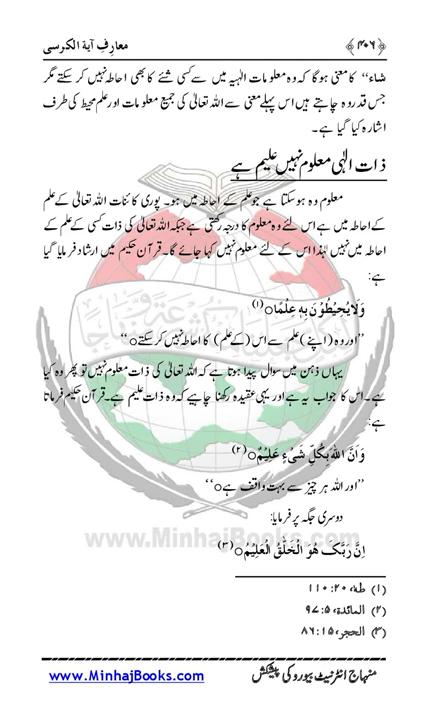 معارفِ آیۃ الکرسی ﴿۴۰۶﴾
شاء‘‘ کا معنی ہوگا کہ وہ معلومات الٰہیہ میں سے کسی شئے کا بھی احاطہ نہیں کر سکتے مگر
جس قدر وہ چاہتے ہیں اس پہلے معنی سے اللہ تعالیٰ کی جمیع معلومات اور علم محیط کی طرف
اشارہ کیا گیا ہے۔
ذات الٰہی معلوم نہیں علیم ہے
معلوم وہ ہوسکتا ہے جو علم کے احاطہ میں ہو۔ پوری کائنات اللہ تعالیٰ کے علم
کے احاطہ میں ہے اس لئے وہ معلوم کا درجہ رکھتی ہے جبکہ اللہ تعالیٰ کی ذات کسی کے علم کے
احاطہ میں نہیں لہٰذا اس کے لئے معلوم نہیں کہا جائے گا۔ قرآن حکیم میں ارشاد فرمایا گیا
ہے:
وَلَا يُحِيْطُوْنَ بِهٖ عِلْمًا○(۱)
’’اور وہ (اپنے) علم سے اس (کے علم) کا احاطہ نہیں کر سکتے○‘‘
یہاں ذہن میں سوال پیدا ہوتا ہے کہ اللہ تعالیٰ کی ذات معلوم نہیں تو پھر وہ کیا
ہے۔ اس کا جواب یہ ہے اور یہی عقیدہ رکھنا چاہیے کہ وہ ذات علیم ہے۔ قرآن حکیم فرماتا
ہے:
وَاَنَّ اللهَ بِكُلِّ شَيْءٍ عَلِيْمٌ○(۲)
’’اور اللہ ہر چیز سے بہت واقف ہے○‘‘
دوسری جگہ پر فرمایا:
اِنَّ رَبَّكَ هُوَ الْخَلّٰقُ الْعَلِيْمُ○(۳)
www.MinhajBooks.com
(۱) طٰہٰ، ۲۰: ۱۱۰
(۲) المائدۃ، ۵: ۹۷
(۳) الحجر، ۱۵: ۸۶
منہاج انٹرنیٹ بیورو کی پیشکش www.MinhajBooks.com